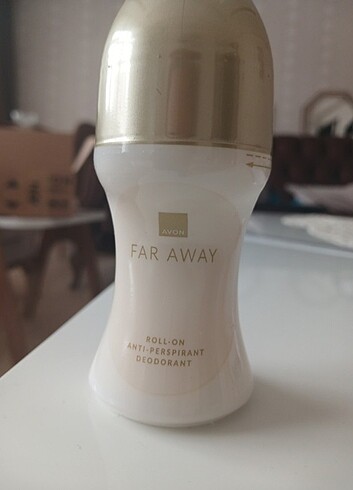 AVON
FAR AWAY
ROLL-ON
ANTI-PERSPIRANT
DEODORANT